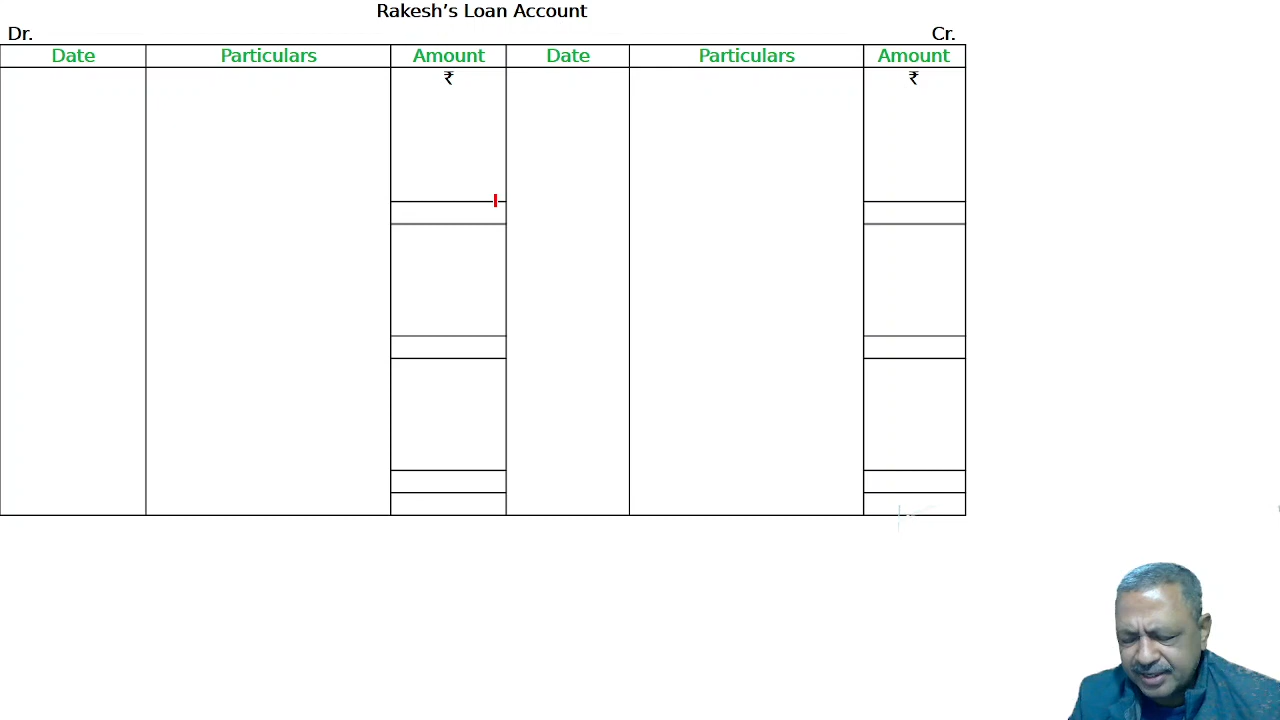 Rakesh’s Loan Account
Dr. Cr.
Date Particulars Amount Date Particulars Amount
₹ ₹